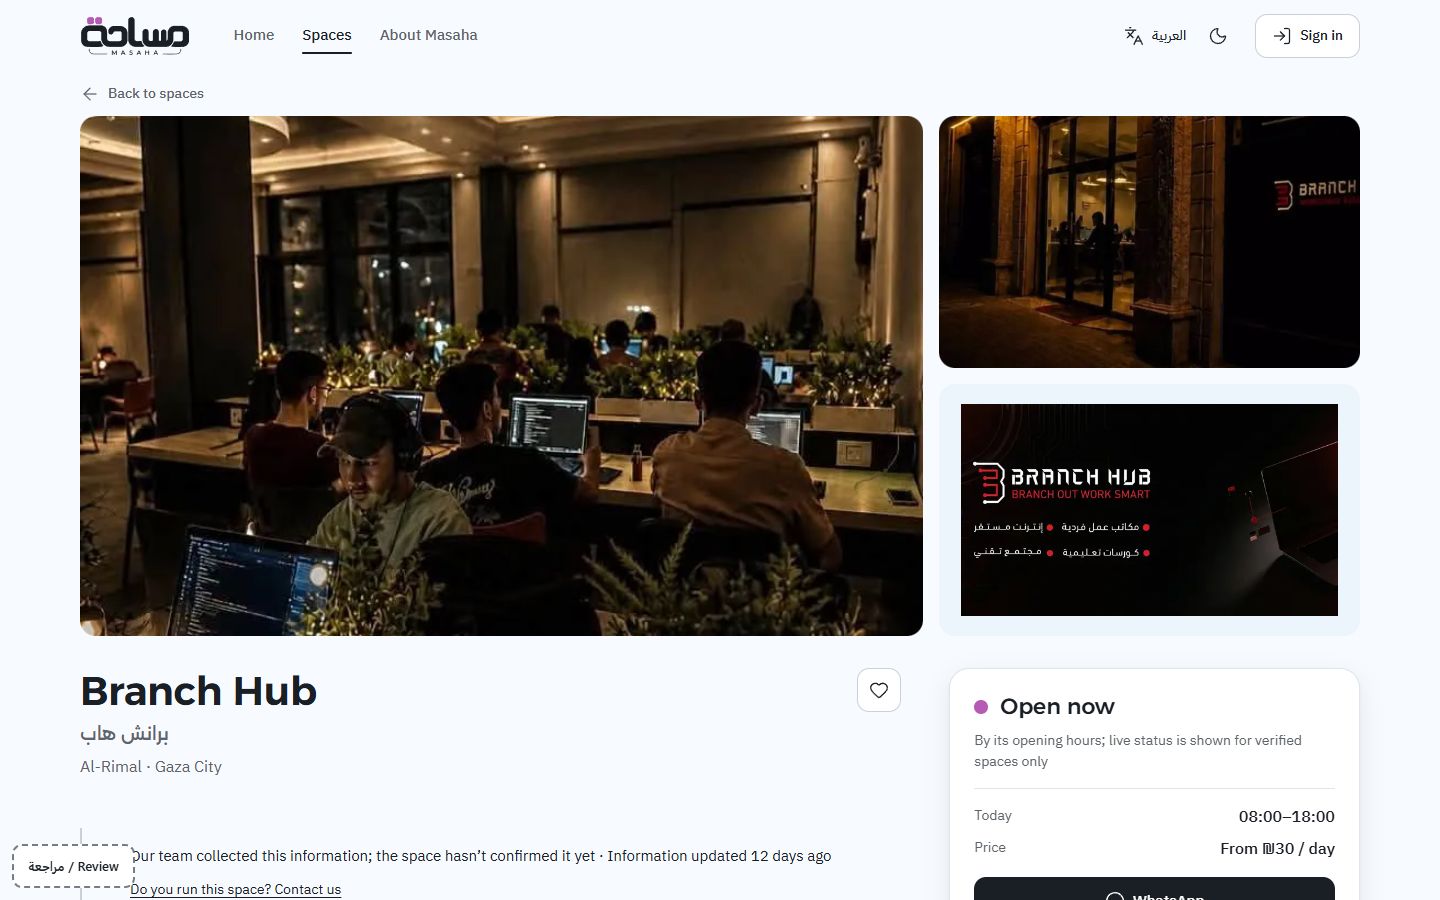 مساحة
MASAHA
Home
Spaces
About Masaha
العربية
Sign in
Back to spaces
BRANCH
BRANCH HUB
BRANCH OUT WORK SMART
مكاتب عمل فردية
إنترنت مستقر
كورسات تعليمية
مجتمع تقني
Branch Hub
برانش هاب
Al-Rimal · Gaza City
Open now
By its opening hours; live status is shown for verified
spaces only
Today 08:00–18:00
Price From ₪30 / day
WhatsApp
Our team collected this information; the space hasn’t confirmed it yet · Information updated 12 days ago
Do you run this space? Contact us
مراجعة / Review